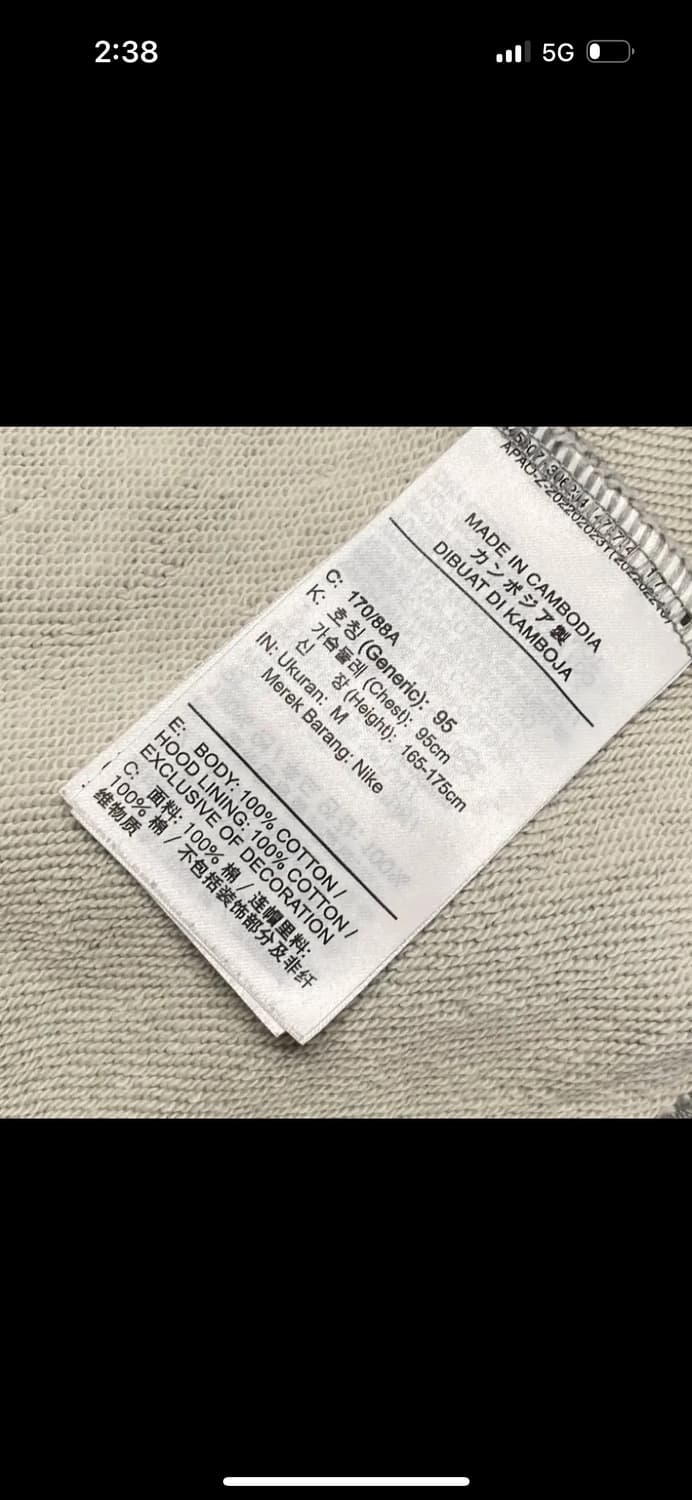 2:38
5G
MADE IN CAMBODIA
カンボジア製
DIBUAT DI KAMBOJA
C: 170/88A
K: 호칭 (Generic): 95
가슴둘레 (Chest): 95cm
신 장 (Height): 165-175cm
IN: Ukuran: M
Merek Barang: Nike
E: BODY: 100% COTTON /
HOOD LINING: 100% COTTON /
EXCLUSIVE OF DECORATION
C: 面料: 100% 棉 / 连帽里料:
100% 棉 / 不包括装饰部分及非纤
维物质